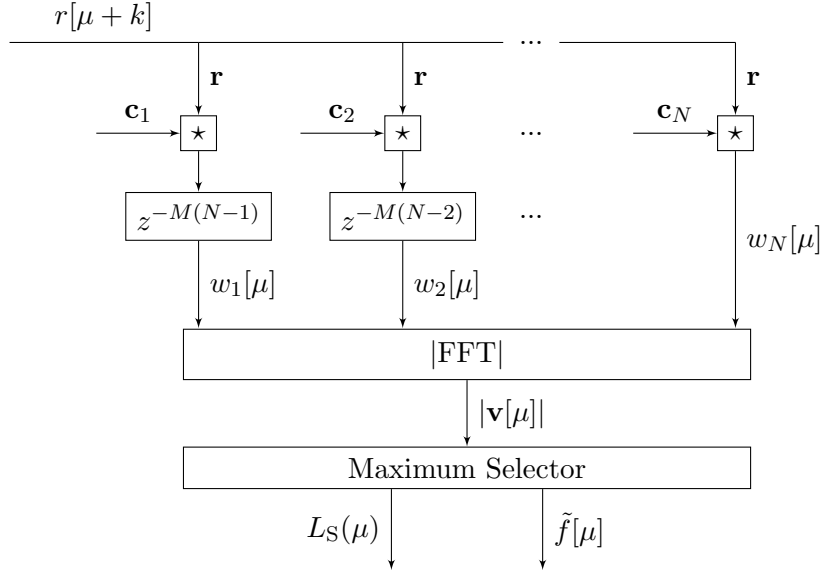 r[μ + k]
...
r r r
c₁ ⋆ c₂ ⋆ ... c_N ⋆
z^{−M(N−1)} z^{−M(N−2)} ...
w₁[μ] w₂[μ] w_N[μ]
|FFT|
|v[μ]|
Maximum Selector
L_S(μ) f̃[μ]